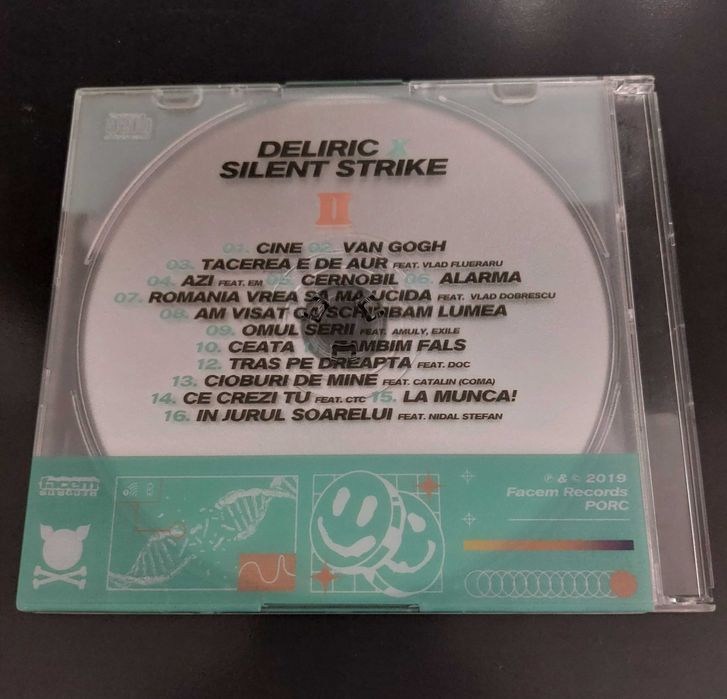 DELIRIC X
SILENT STRIKE
II
01. CINE 02. VAN GOGH
03. TACEREA E DE AUR FEAT. VLAD FLUERARU
04. AZI FEAT. EM 05. CERNOBIL 06. ALARMA
07. ROMANIA VREA SA MA UCIDA FEAT. VLAD DOBRESCU
08. AM VISAT CA SCHIMBAM LUMEA
09. OMUL SERII FEAT. AMULY, EXILE
10. CEATA ZAMBIM FALS
12. TRAS PE DREAPTA FEAT. DOC
13. CIOBURI DE MINE FEAT. CATALIN (COMA)
14. CE CREZI TU FEAT. CTC 15. LA MUNCA!
16. IN JURUL SOARELUI FEAT. NIDAL STEFAN
facem
records
℗ & © 2019
Facem Records
PORC